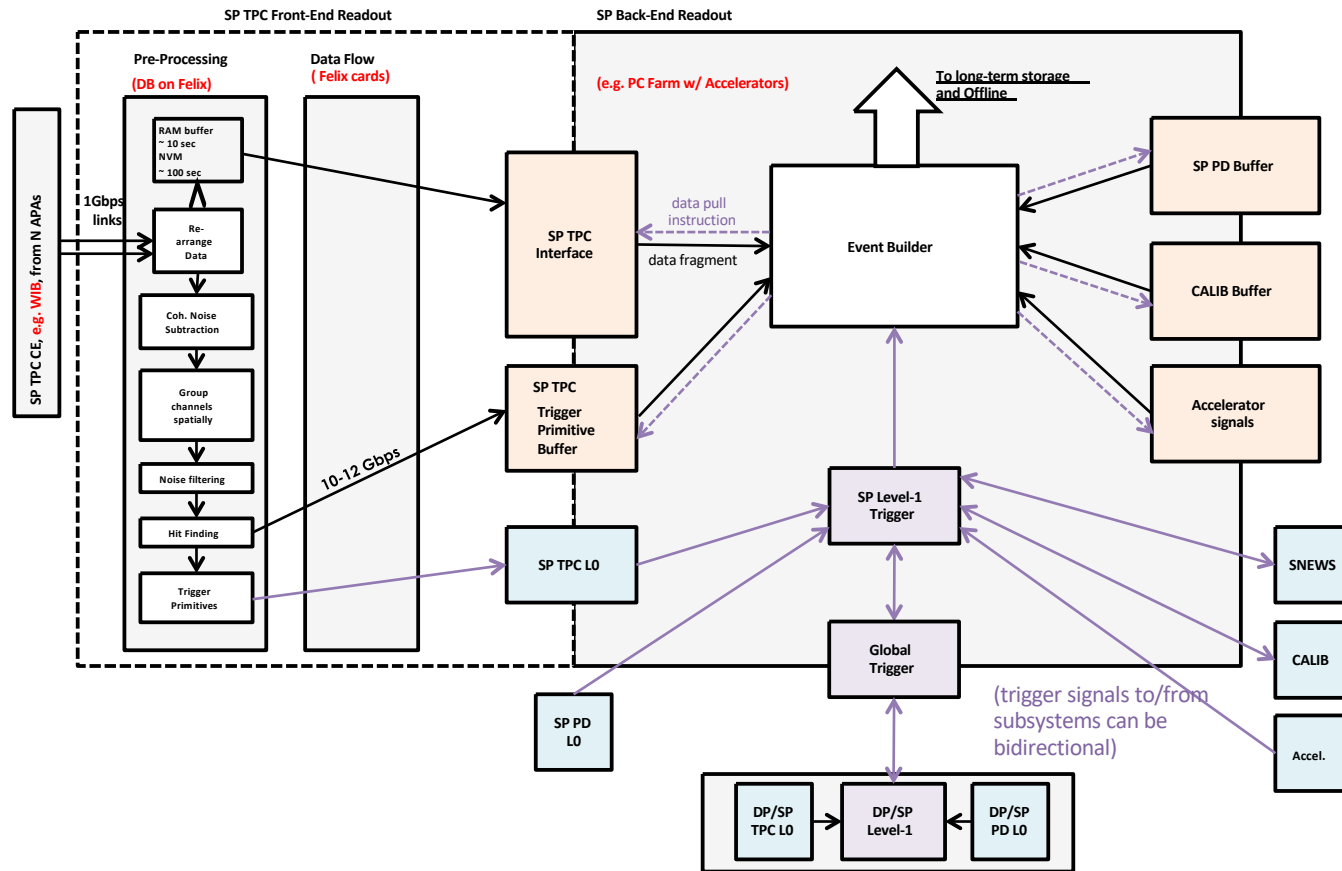 SP TPC Front-End Readout
SP Back-End Readout
Pre-Processing
(DB on Felix)
Data Flow
( Felix cards)
(e.g. PC Farm w/ Accelerators)
To long-term storage
and Offline
SP TPC CE, e.g. WIB, from N APAs
1Gbps
links
RAM buffer
~ 10 sec
NVM
~ 100 sec
Re-
arrange
Data
Coh. Noise
Subtraction
Group
channels
spatially
Noise filtering
Hit Finding
Trigger
Primitives
10-12 Gbps
SP TPC
Interface
data pull
instruction
data fragment
Event Builder
SP PD Buffer
CALIB Buffer
Accelerator
signals
SP TPC
Trigger
Primitive
Buffer
SP TPC L0
SP Level-1
Trigger
SNEWS
CALIB
Accel.
Global
Trigger
SP PD
L0
(trigger signals to/from
subsystems can be
bidirectional)
DP/SP
TPC L0
DP/SP
Level-1
DP/SP
PD L0